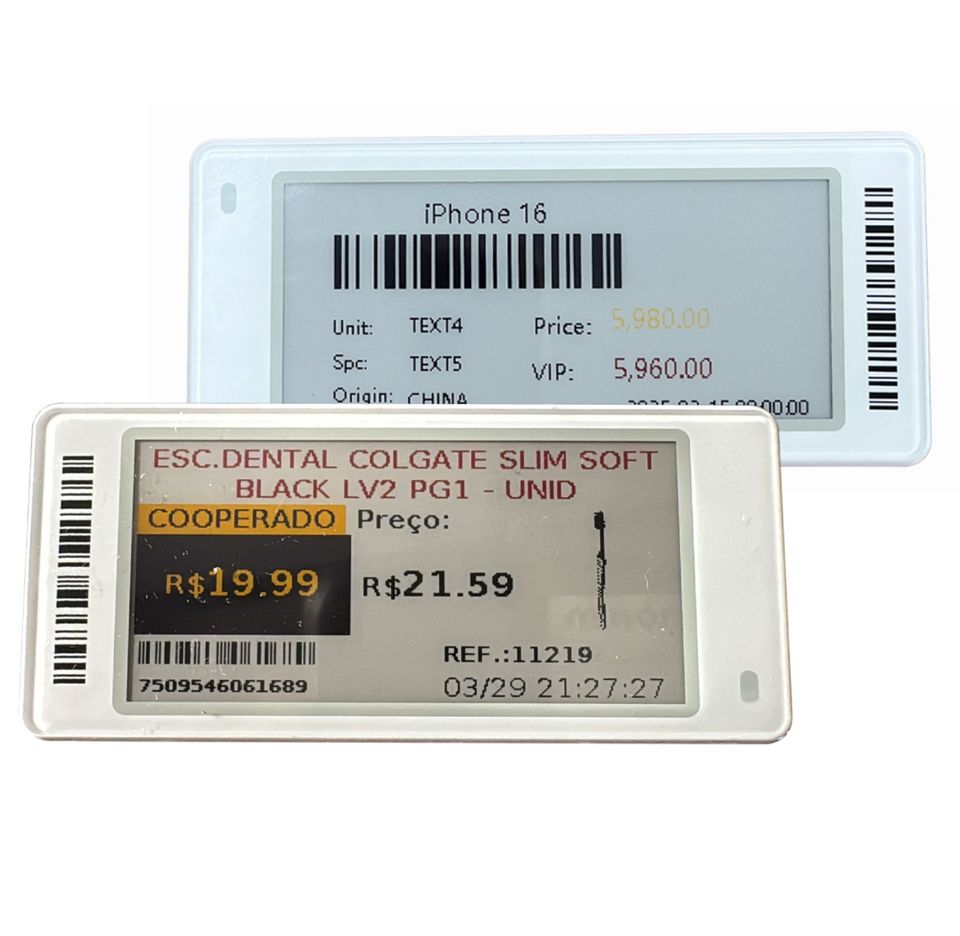 iPhone 16
Unit: TEXT4 Price: 5,980.00
Spc: TEXT5 VIP: 5,960.00
Origin: CHINA
ESC.DENTAL COLGATE SLIM SOFT
BLACK LV2 PG1 - UNID
COOPERADO Preço:
R$19.99 R$21.59
REF.:11219
7509546061689 03/29 21:27:27